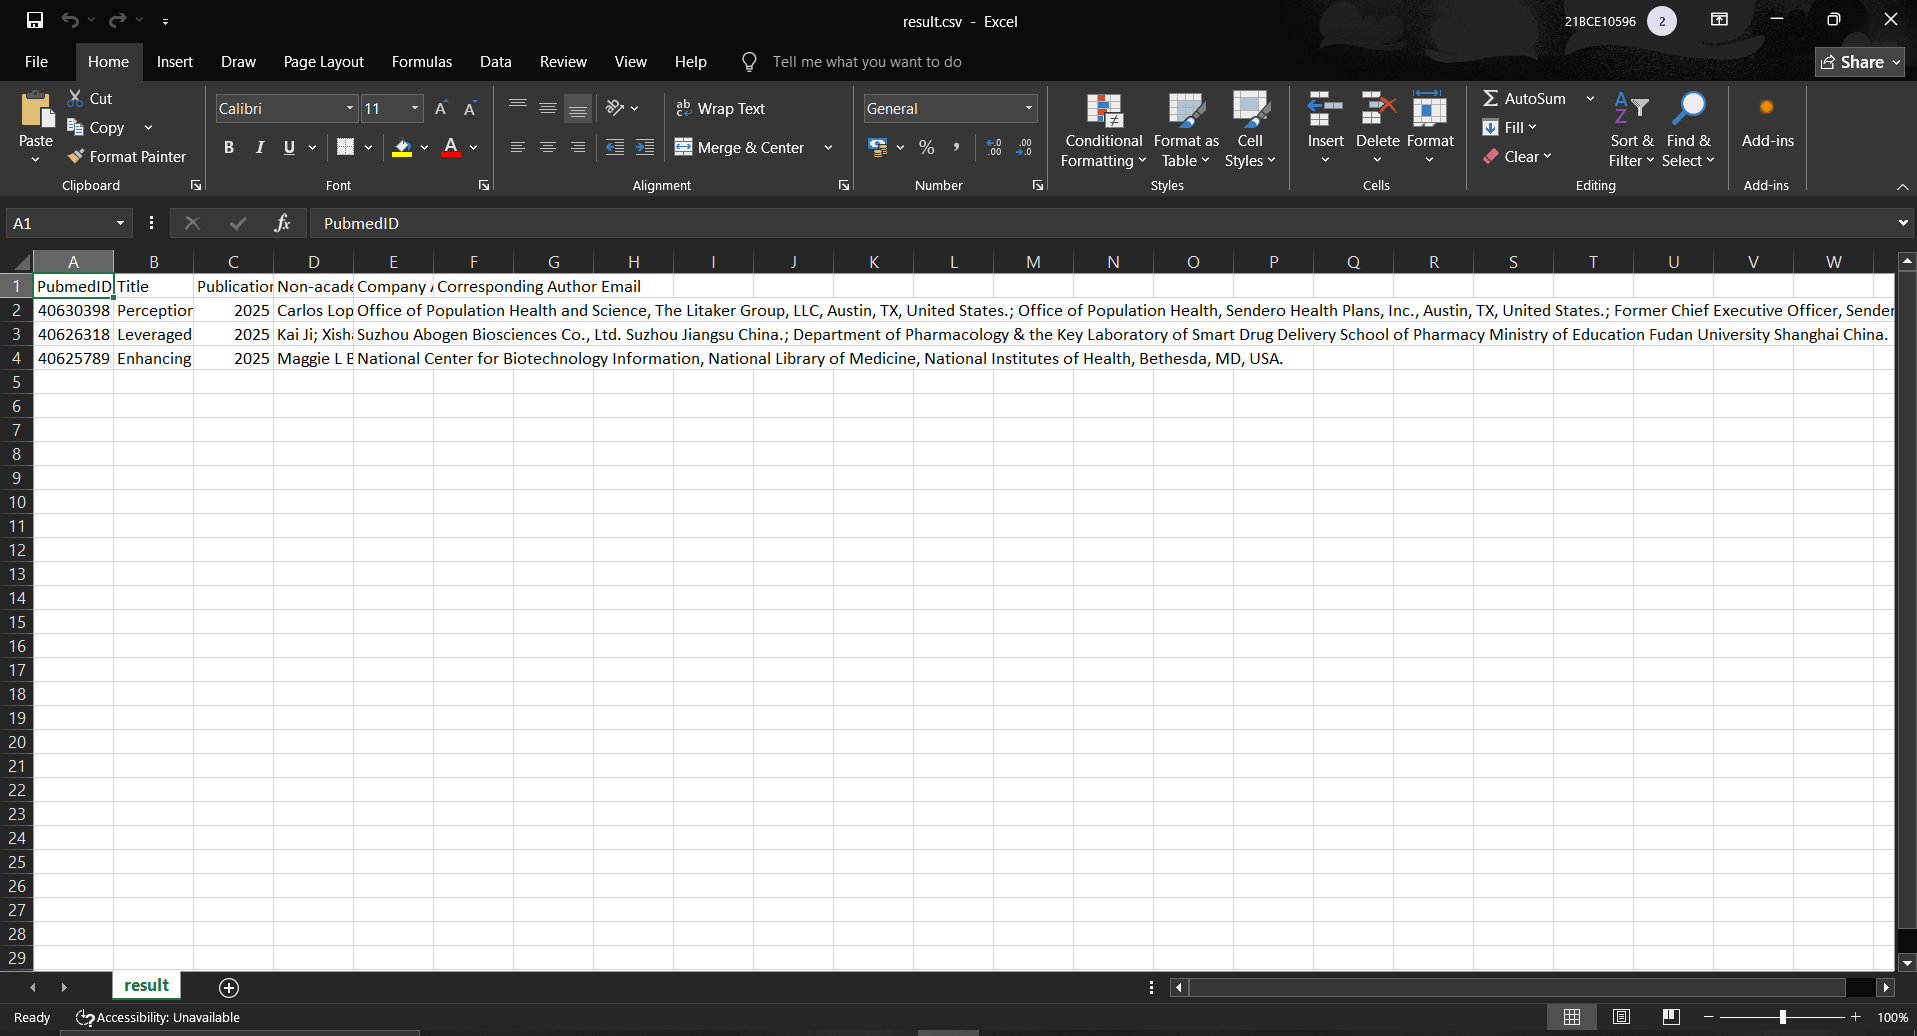 result.csv - Excel
21BCE10596
2
File Home Insert Draw Page Layout Formulas Data Review View Help Tell me what you want to do
Share
Paste
Cut
Copy
Format Painter
Clipboard
Calibri 11
B I U
Font
ab Wrap Text
Merge & Center
Alignment
General
Number
Conditional Formatting
Format as Table
Cell Styles
Styles
Insert Delete Format
Cells
AutoSum
Fill
Clear
Sort & Filter
Find & Select
Editing
Add-ins
Add-ins
A1 fx PubmedID
A B C D E F G H I J K L M N O P Q R S T U V W
1 PubmedID Title Publication Non-acade Company A Corresponding Author Email
2 40630398 Perception 2025 Carlos Lop Office of Population Health and Science, The Litaker Group, LLC, Austin, TX, United States.; Office of Population Health, Sendero Health Plans, Inc., Austin, TX, United States.; Former Chief Executive Officer, Sender
3 40626318 Leveraged 2025 Kai Ji; Xisha Suzhou Abogen Biosciences Co., Ltd. Suzhou Jiangsu China.; Department of Pharmacology & the Key Laboratory of Smart Drug Delivery School of Pharmacy Ministry of Education Fudan University Shanghai China.
4 40625789 Enhancing 2025 Maggie L B National Center for Biotechnology Information, National Library of Medicine, National Institutes of Health, Bethesda, MD, USA.
5
6
7
8
9
10
11
12
13
14
15
16
17
18
19
20
21
22
23
24
25
26
27
28
29
result
Ready Accessibility: Unavailable 100%